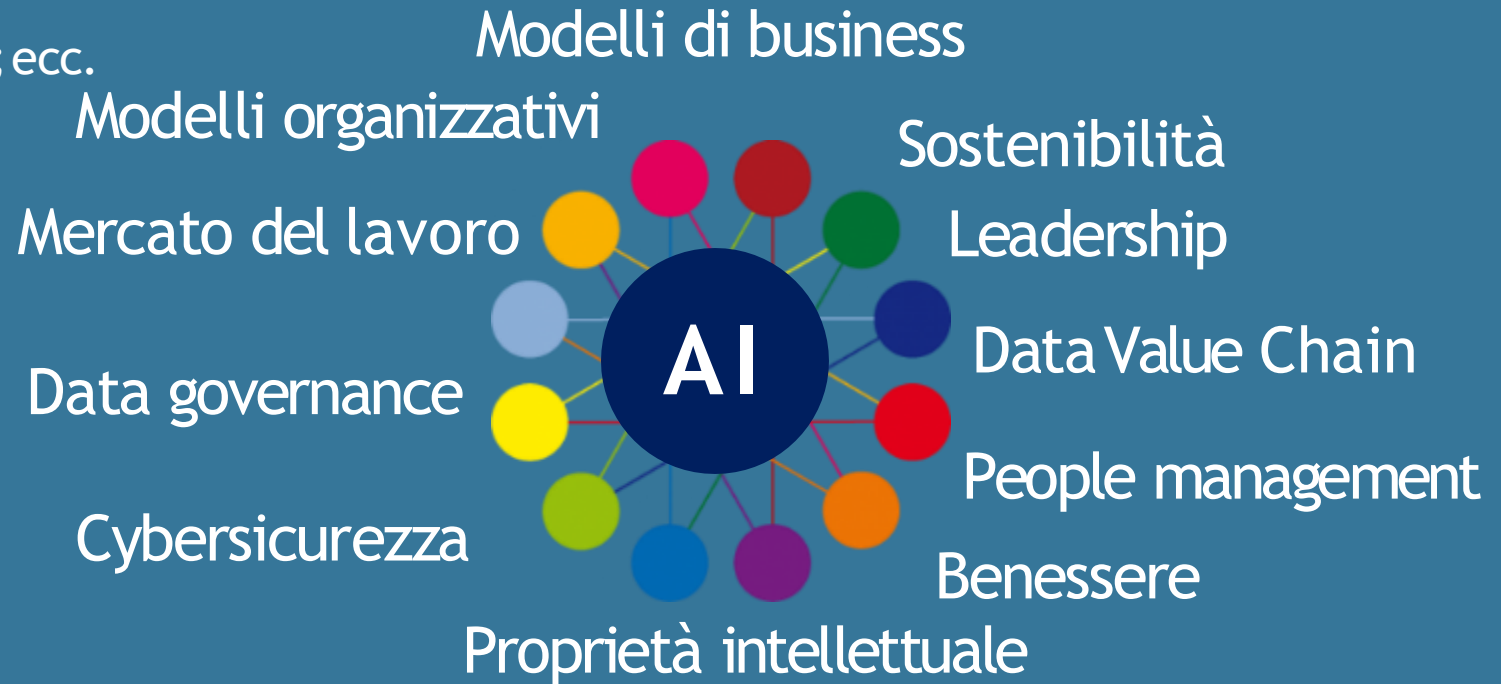 Modelli di business
; ecc.
Modelli organizzativi
Sostenibilità
Mercato del lavoro
Leadership
AI
Data Value Chain
Data governance
People management
Cybersicurezza
Benessere
Proprietà intellettuale